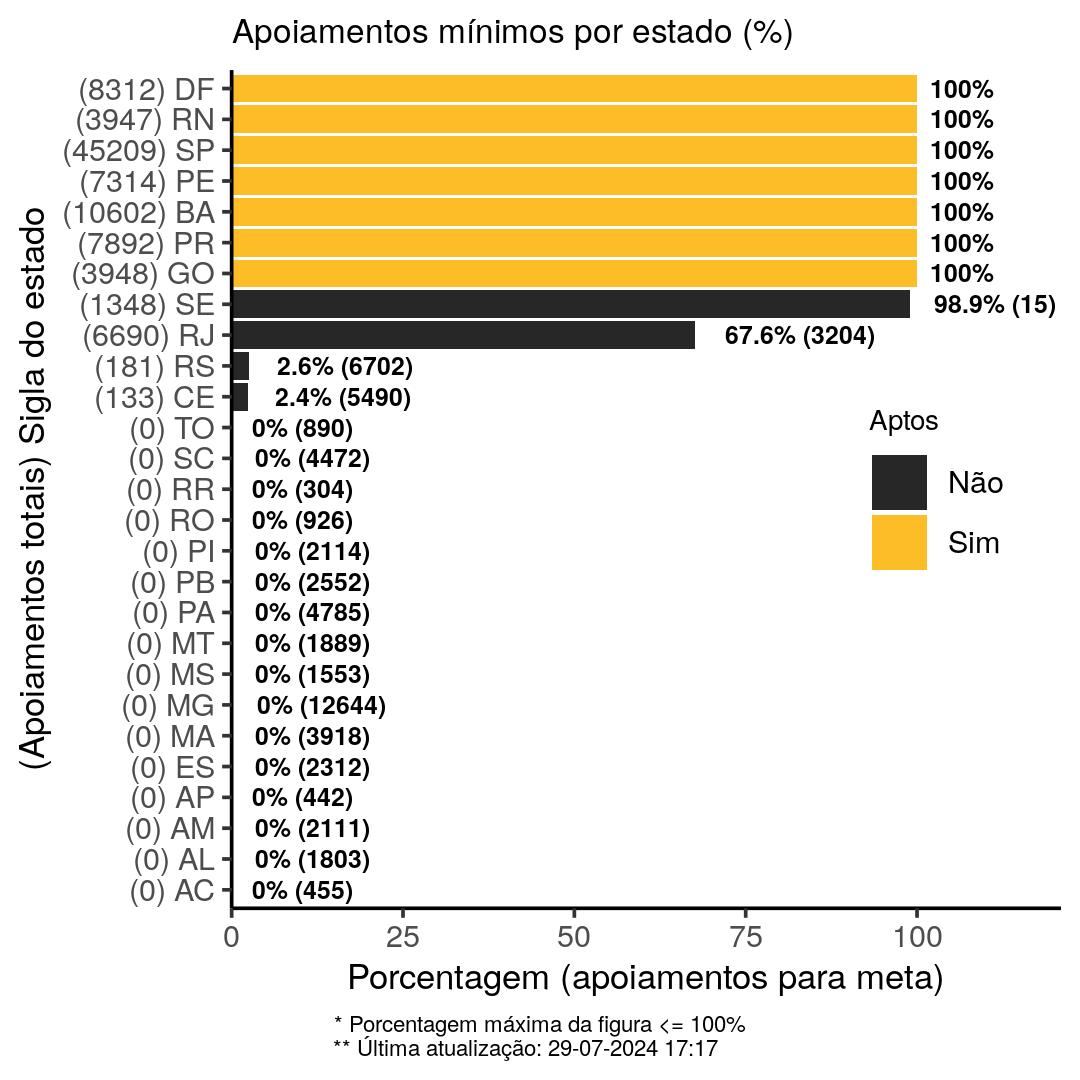 Apoiamentos mínimos por estado (%)
(8312) DF 100%
(3947) RN 100%
(45209) SP 100%
(7314) PE 100%
(10602) BA 100%
(7892) PR 100%
(3948) GO 100%
(1348) SE 98.9% (15)
(6690) RJ 67.6% (3204)
(181) RS 2.6% (6702)
(133) CE 2.4% (5490)
(0) TO 0% (890)
(0) SC 0% (4472)
(0) RR 0% (304)
(0) RO 0% (926)
(0) PI 0% (2114)
(0) PB 0% (2552)
(0) PA 0% (4785)
(0) MT 0% (1889)
(0) MS 0% (1553)
(0) MG 0% (12644)
(0) MA 0% (3918)
(0) ES 0% (2312)
(0) AP 0% (442)
(0) AM 0% (2111)
(0) AL 0% (1803)
(0) AC 0% (455)
(Apoiamentos totais) Sigla do estado
Aptos
Não
Sim
0 25 50 75 100
Porcentagem (apoiamentos para meta)
* Porcentagem máxima da figura <= 100%
** Última atualização: 29-07-2024 17:17